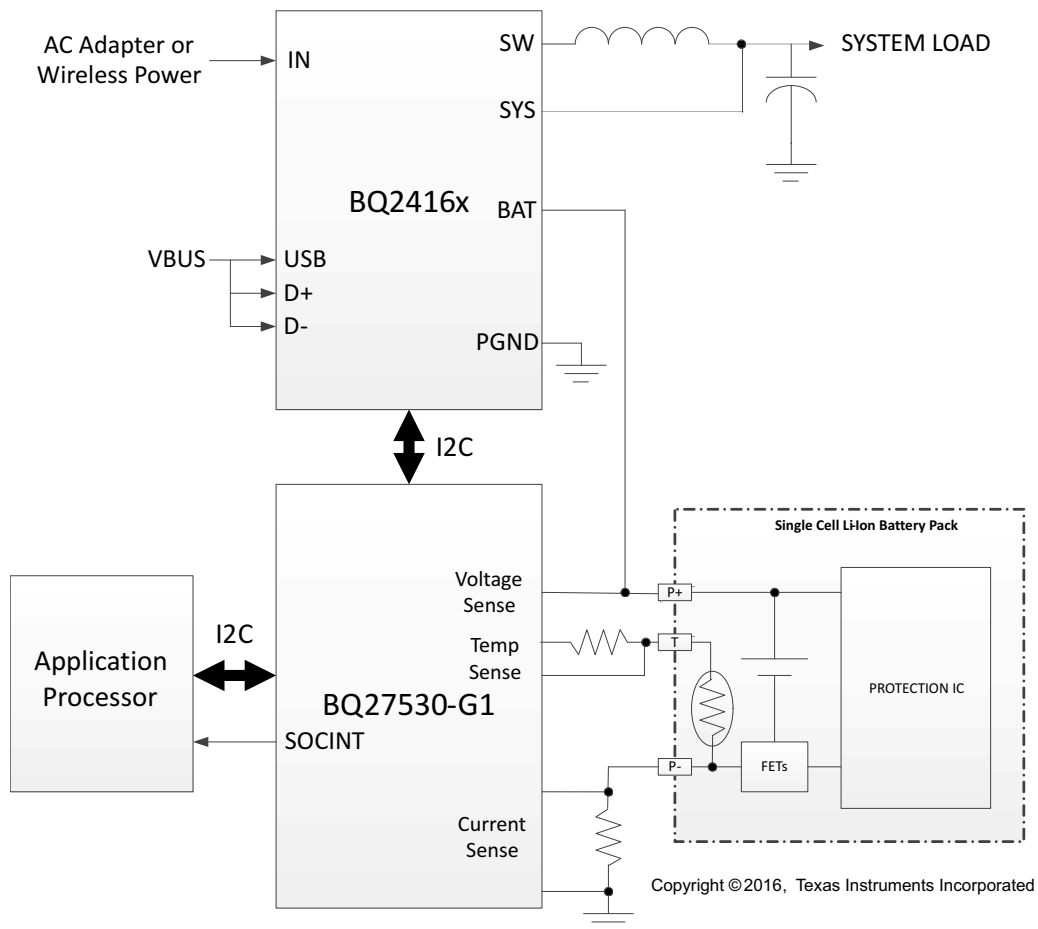 AC Adapter or
Wireless Power
IN
SW
SYSTEM LOAD
SYS
BQ2416x
BAT
VBUS
USB
D+
D-
PGND
I2C
Single Cell Li-Ion Battery Pack
Voltage
Sense
P+
Application
Processor
I2C
Temp
Sense
T
PROTECTION IC
BQ27530-G1
SOCINT
P-
FETs
Current
Sense
Copyright © 2016, Texas Instruments Incorporated